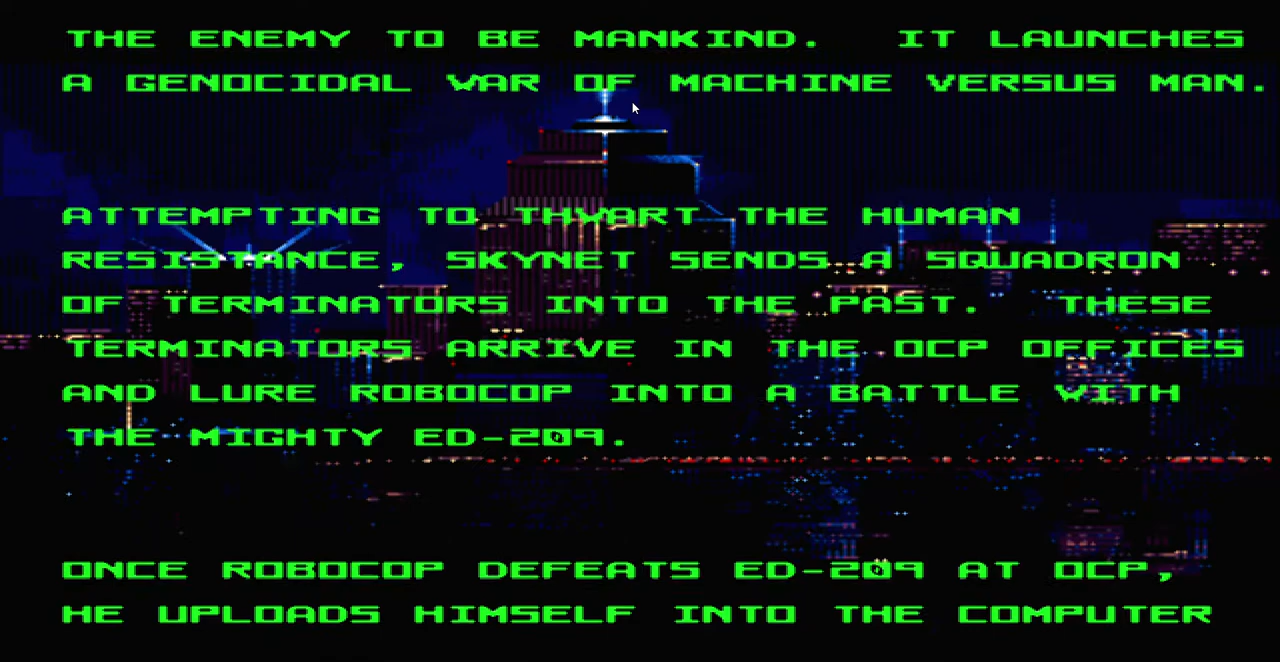 THE ENEMY TO BE MANKIND. IT LAUNCHES
A GENOCIDAL WAR OF MACHINE VERSUS MAN.
ATTEMPTING TO THWART THE HUMAN
RESISTANCE, SKYNET SENDS A SQUADRON
OF TERMINATORS INTO THE PAST. THESE
TERMINATORS ARRIVE IN THE OCP OFFICES
AND LURE ROBOCOP INTO A BATTLE WITH
THE MIGHTY ED-209.
ONCE ROBOCOP DEFEATS ED-209 AT OCP,
HE UPLOADS HIMSELF INTO THE COMPUTER